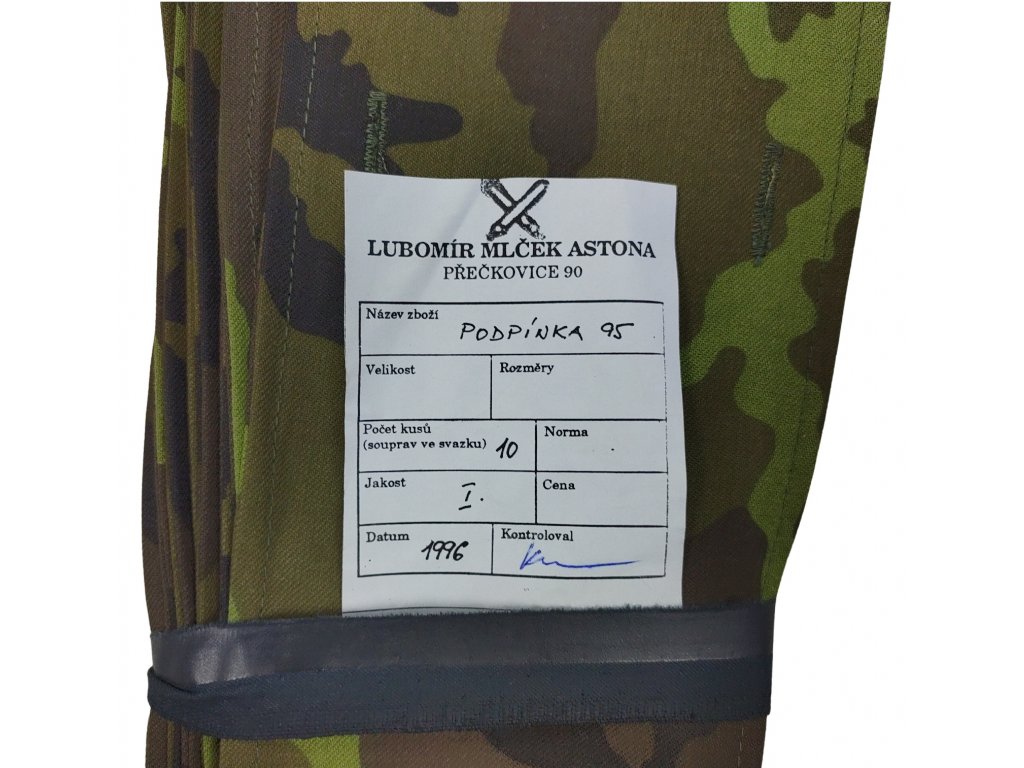 LUBOMÍR MLČEK ASTONA
PŘEČKOVICE 90
Název zboží
PODPÍNKA 95
Velikost
Rozměry
Počet kusů
(souprav ve svazku) 10
Norma
Jakost I.
Cena
Datum 1996
Kontroloval